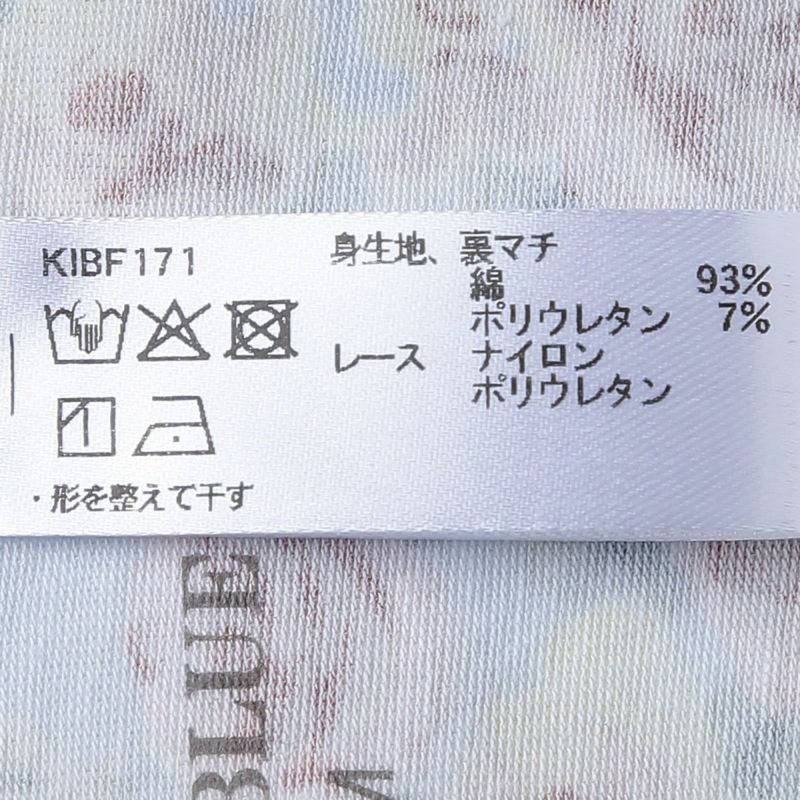 KIBF171
身生地、裏マチ
綿 93%
ポリウレタン 7%
レース ナイロン
ポリウレタン
・形を整えて干す
BLUE